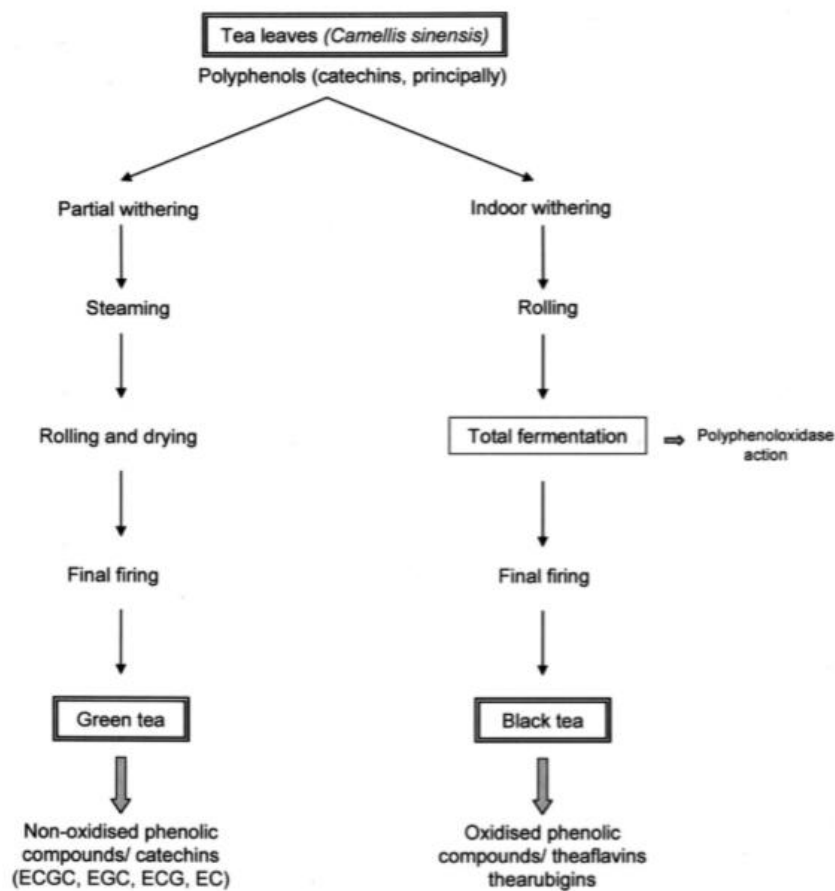 Tea leaves (Camellis sinensis)
Polyphenols (catechins, principally)
Partial withering
Indoor withering
Steaming
Rolling
Rolling and drying
Total fermentation
Polyphenoloxidase
action
Final firing
Final firing
Green tea
Black tea
Non-oxidised phenolic
compounds/ catechins
(ECGC, EGC, ECG, EC)
Oxidised phenolic
compounds/ theaflavins
thearubigins